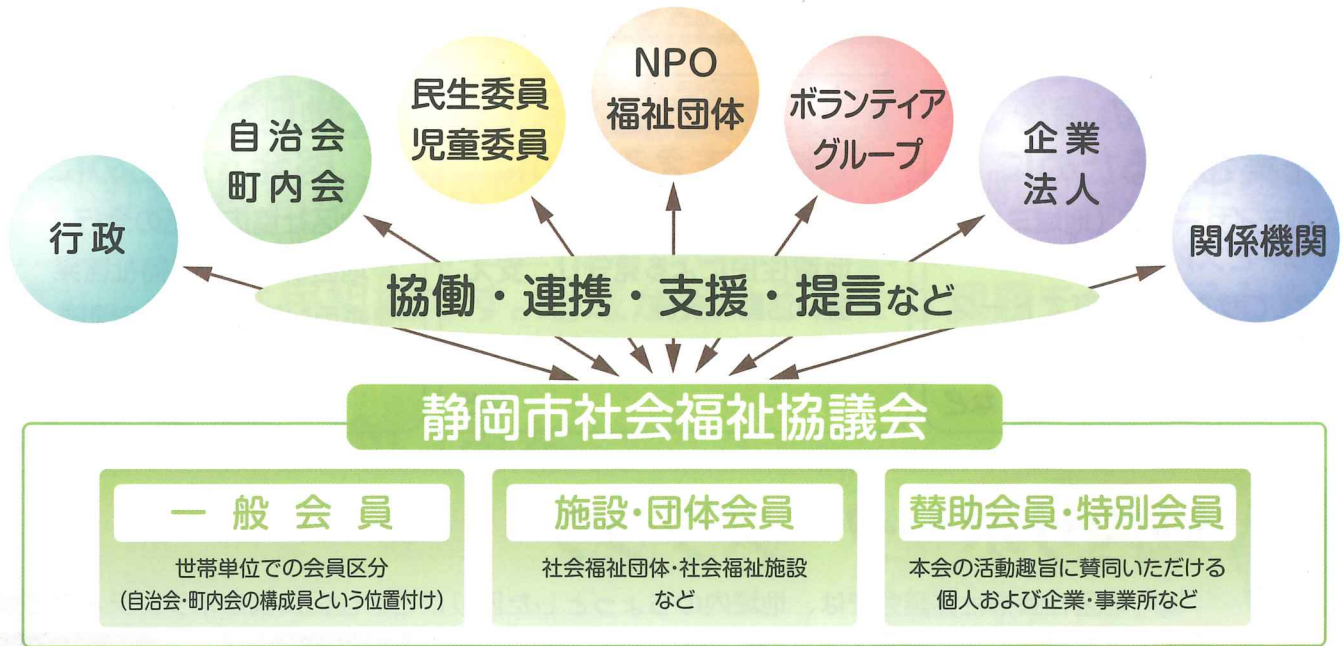 行政
自治会
町内会
民生委員
児童委員
NPO
福祉団体
ボランティア
グループ
企業
法人
関係機関
協働・連携・支援・提言など
静岡市社会福祉協議会
一般会員
世帯単位での会員区分
(自治会・町内会の構成員という位置付け)
施設・団体会員
社会福祉団体・社会福祉施設
など
賛助会員・特別会員
本会の活動趣旨に賛同いただける
個人および企業・事業所など